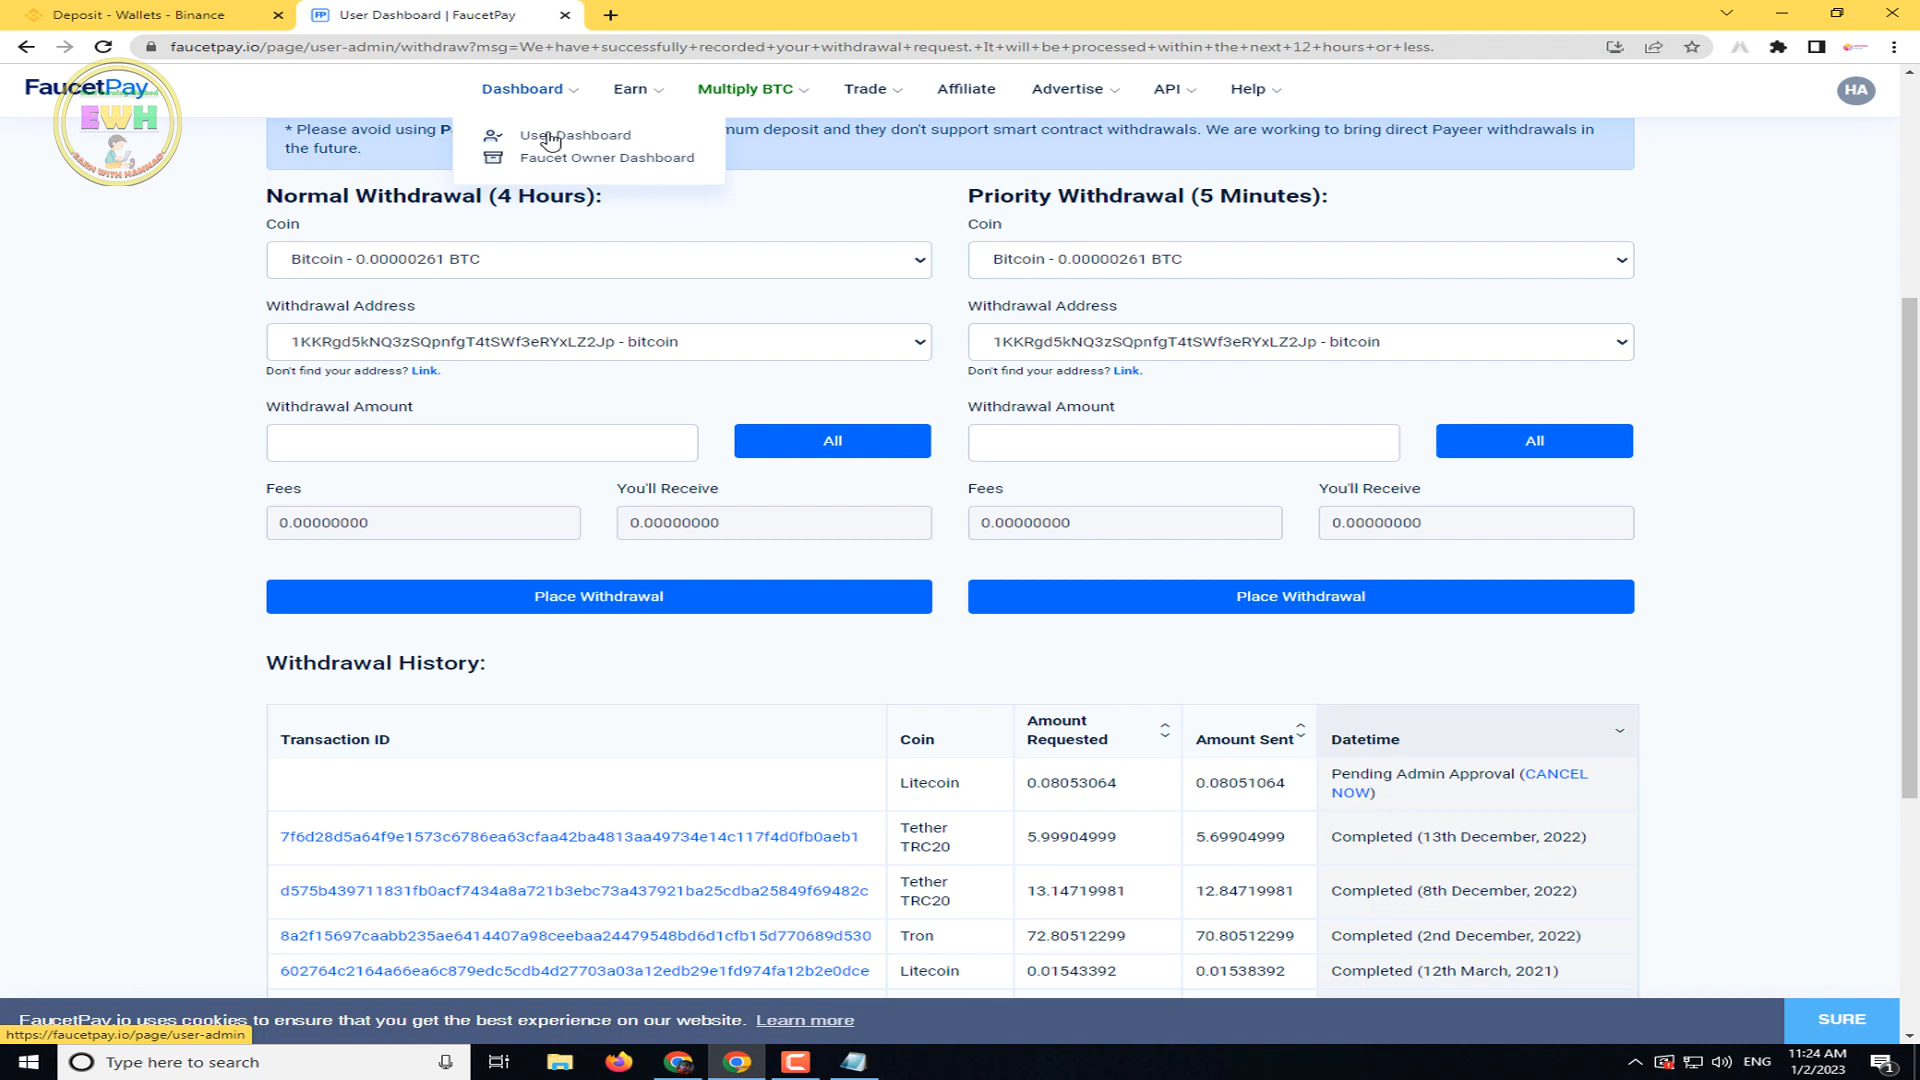 Deposit - Wallets - Binance
FP User Dashboard | FaucetPay
faucetpay.io/page/user-admin/withdraw?msg=We+have+successfully+recorded+your+withdrawal+request.+It+will+be+processed+within+the+next+12+hours+or+less.
FaucetPay
Dashboard Earn Multiply BTC Trade Affiliate Advertise API Help HA
EWH
EARN WITH HAMMAD
User Dashboard
Faucet Owner Dashboard
* Please avoid using P mum deposit and they don't support smart contract withdrawals. We are working to bring direct Payeer withdrawals in
the future.
Normal Withdrawal (4 Hours):
Coin
Bitcoin - 0.00000261 BTC
Withdrawal Address
1KKRgd5kNQ3zSQpnfgT4tSWf3eRYxLZ2Jp - bitcoin
Don't find your address? Link.
Withdrawal Amount
All
Fees You'll Receive
0.00000000 0.00000000
Place Withdrawal
Priority Withdrawal (5 Minutes):
Coin
Bitcoin - 0.00000261 BTC
Withdrawal Address
1KKRgd5kNQ3zSQpnfgT4tSWf3eRYxLZ2Jp - bitcoin
Don't find your address? Link.
Withdrawal Amount
All
Fees You'll Receive
0.00000000 0.00000000
Place Withdrawal
Withdrawal History:
Transaction ID Coin Amount Requested Amount Sent Datetime
Litecoin 0.08053064 0.08051064 Pending Admin Approval (CANCEL NOW)
7f6d28d5a64f9e1573c6786ea63cfaa42ba4813aa49734e14c117f4d0fb0aeb1 Tether TRC20 5.99904999 5.69904999 Completed (13th December, 2022)
d575b439711831fb0acf7434a8a721b3ebc73a437921ba25cdba25849f69482c Tether TRC20 13.14719981 12.84719981 Completed (8th December, 2022)
8a2f15697caabb235ae6414407a98ceebaa24479548bd6d1cfb15d770689d530 Tron 72.80512299 70.80512299 Completed (2nd December, 2022)
602764c2164a66ea6c879edc5cdb4d27703a03a12edb29e1fd974fa12b2e0dce Litecoin 0.01543392 0.01538392 Completed (12th March, 2021)
FaucetPay.io uses cookies to ensure that you get the best experience on our website. Learn more
SURE
https://faucetpay.io/page/user-admin
Type here to search
ENG
11:24 AM
1/2/2023
1